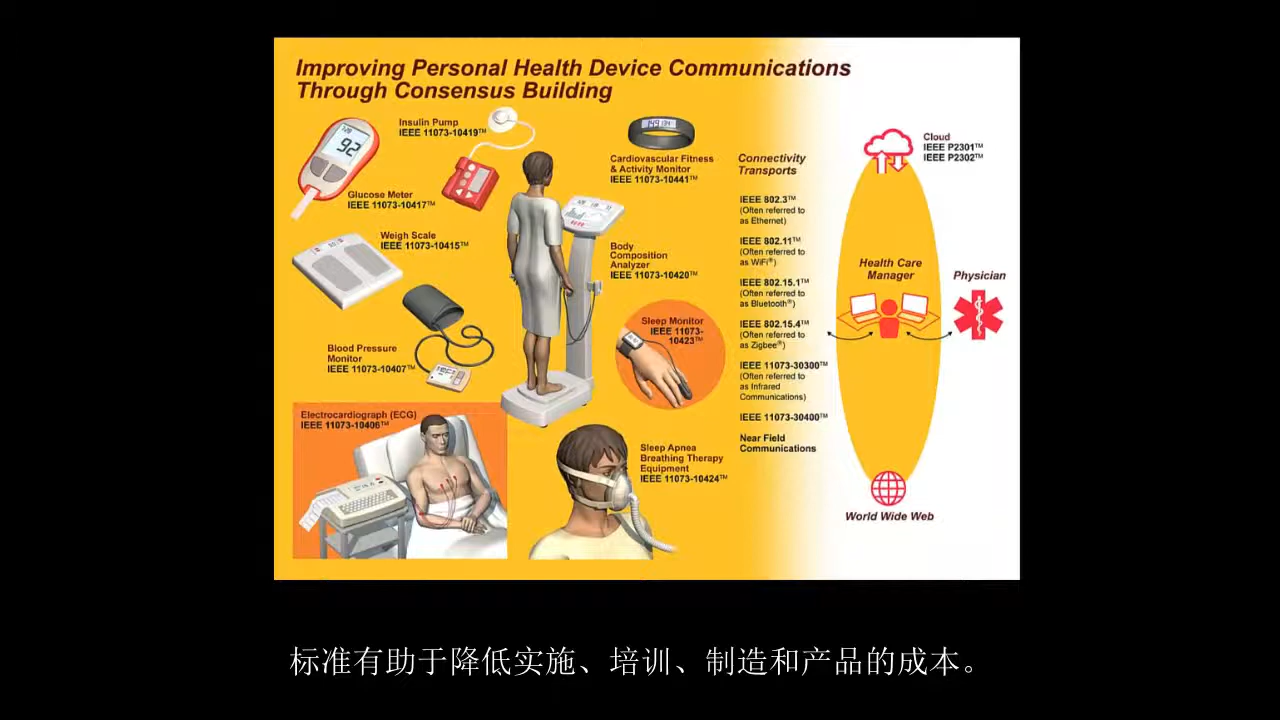 Improving Personal Health Device Communications
Through Consensus Building
Insulin Pump
IEEE 11073-10419™
Glucose Meter
IEEE 11073-10417™
Weigh Scale
IEEE 11073-10415™
Blood Pressure
Monitor
IEEE 11073-10407™
Electrocardiograph (ECG)
IEEE 11073-10406™
Cardiovascular Fitness
& Activity Monitor
IEEE 11073-10441™
Body
Composition
Analyzer
IEEE 11073-10420™
Sleep Monitor
IEEE 11073-
10423™
Sleep Apnea
Breathing Therapy
Equipment
IEEE 11073-10424™
Connectivity
Transports
IEEE 802.3™
(Often referred to
as Ethernet)
IEEE 802.11™
(Often referred to
as WiFi®)
IEEE 802.15.1™
(Often referred to
as Bluetooth®)
IEEE 802.15.4™
(Often referred to
as Zigbee®)
IEEE 11073-30300™
(Often referred to
as Infrared
Communications)
IEEE 11073-30400™
Near Field
Communications
Cloud
IEEE P2301™
IEEE P2302™
Health Care
Manager
Physician
World Wide Web
92
标准有助于降低实施、培训、制造和产品的成本。